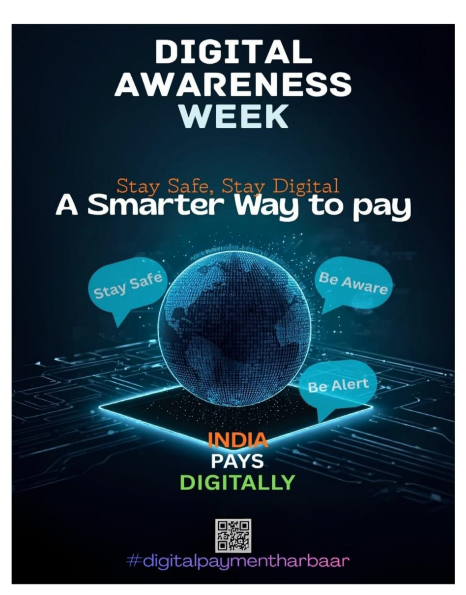 DIGITAL
AWARENESS
WEEK
Stay Safe, Stay Digital
A Smarter Way to pay
Stay Safe
Be Aware
Be Alert
INDIA
PAYS
DIGITALLY
#digitalpaymentharbaar